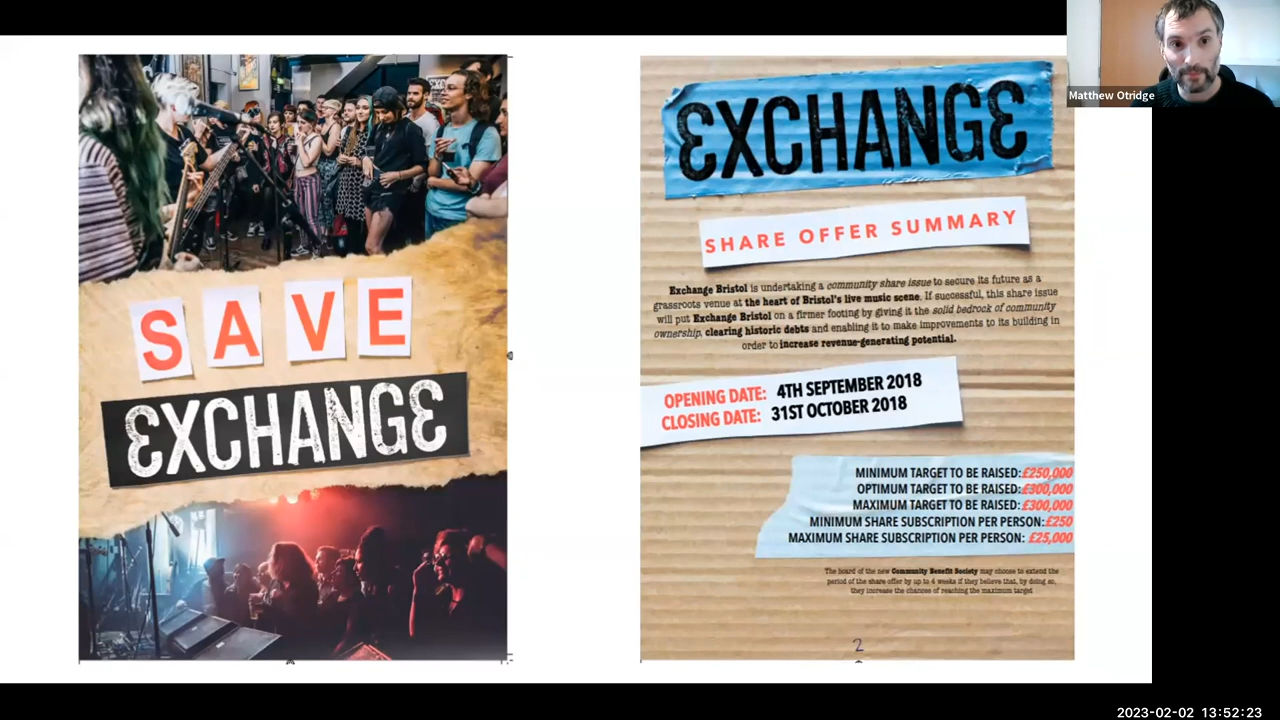 SAVE
EXCHANGE
EXCHANGE
SHARE OFFER SUMMARY
Exchange Bristol is undertaking a community share issue to secure its future as a
grassroots venue at the heart of Bristol's live music scene. If successful, this share issue
will put Exchange Bristol on a firmer footing by giving it the solid bedrock of community
ownership, clearing historic debts and enabling it to make improvements to its building in
order to increase revenue-generating potential.
OPENING DATE: 4TH SEPTEMBER 2018
CLOSING DATE: 31ST OCTOBER 2018
MINIMUM TARGET TO BE RAISED: £250,000
OPTIMUM TARGET TO BE RAISED: £300,000
MAXIMUM TARGET TO BE RAISED: £300,000
MINIMUM SHARE SUBSCRIPTION PER PERSON: £250
MAXIMUM SHARE SUBSCRIPTION PER PERSON: £25,000
The board of the new Community Benefit Society may choose to extend the
period of the share offer by up to 4 weeks if they believe that, by doing so,
they increase the chances of reaching the maximum target
2
Matthew Otridge
2023-02-02 13:52:23